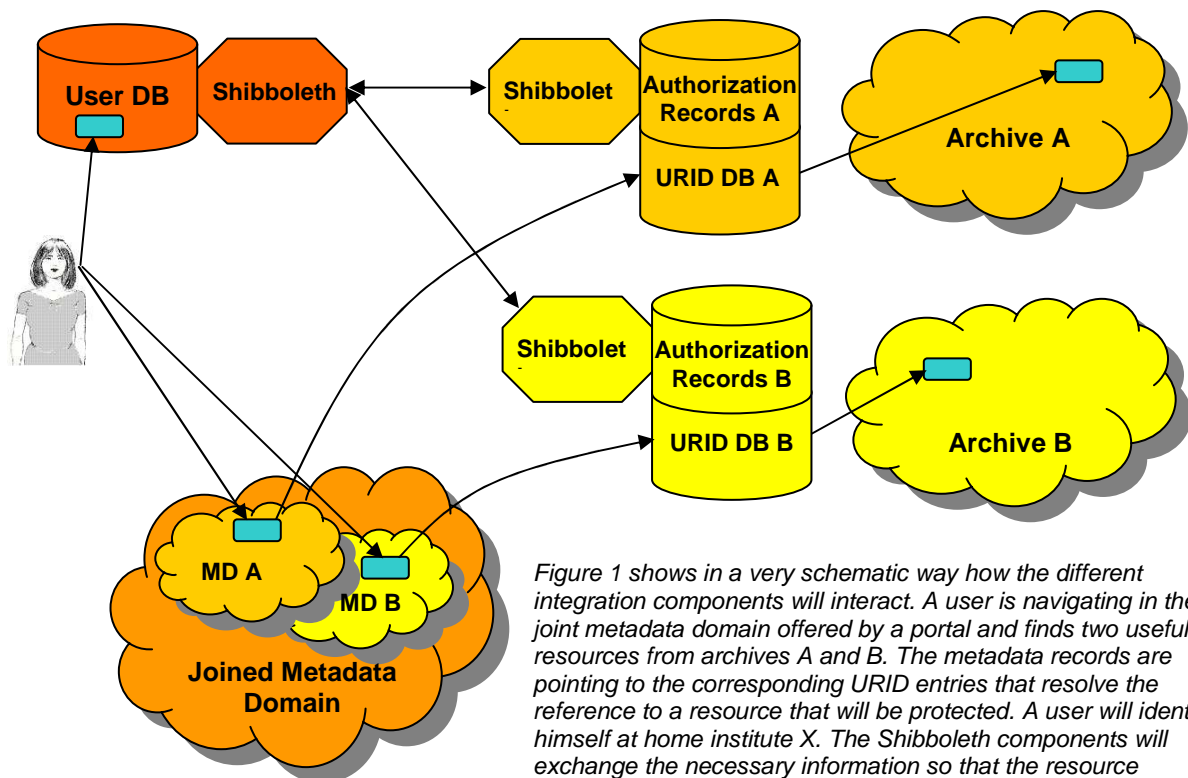 User DB
Shibboleth
Shibbolet
Authorization
Records A
URID DB A
Archive A
Shibbolet
Authorization
Records B
URID DB B
Archive B
MD A
MD B
Joined Metadata
Domain
Figure 1 shows in a very schematic way how the different
integration components will interact. A user is navigating in the
joint metadata domain offered by a portal and finds two useful
resources from archives A and B. The metadata records are
pointing to the corresponding URID entries that resolve the
reference to a resource that will be protected. A user will ident
himself at home institute X. The Shibboleth components will
exchange the necessary information so that the resource